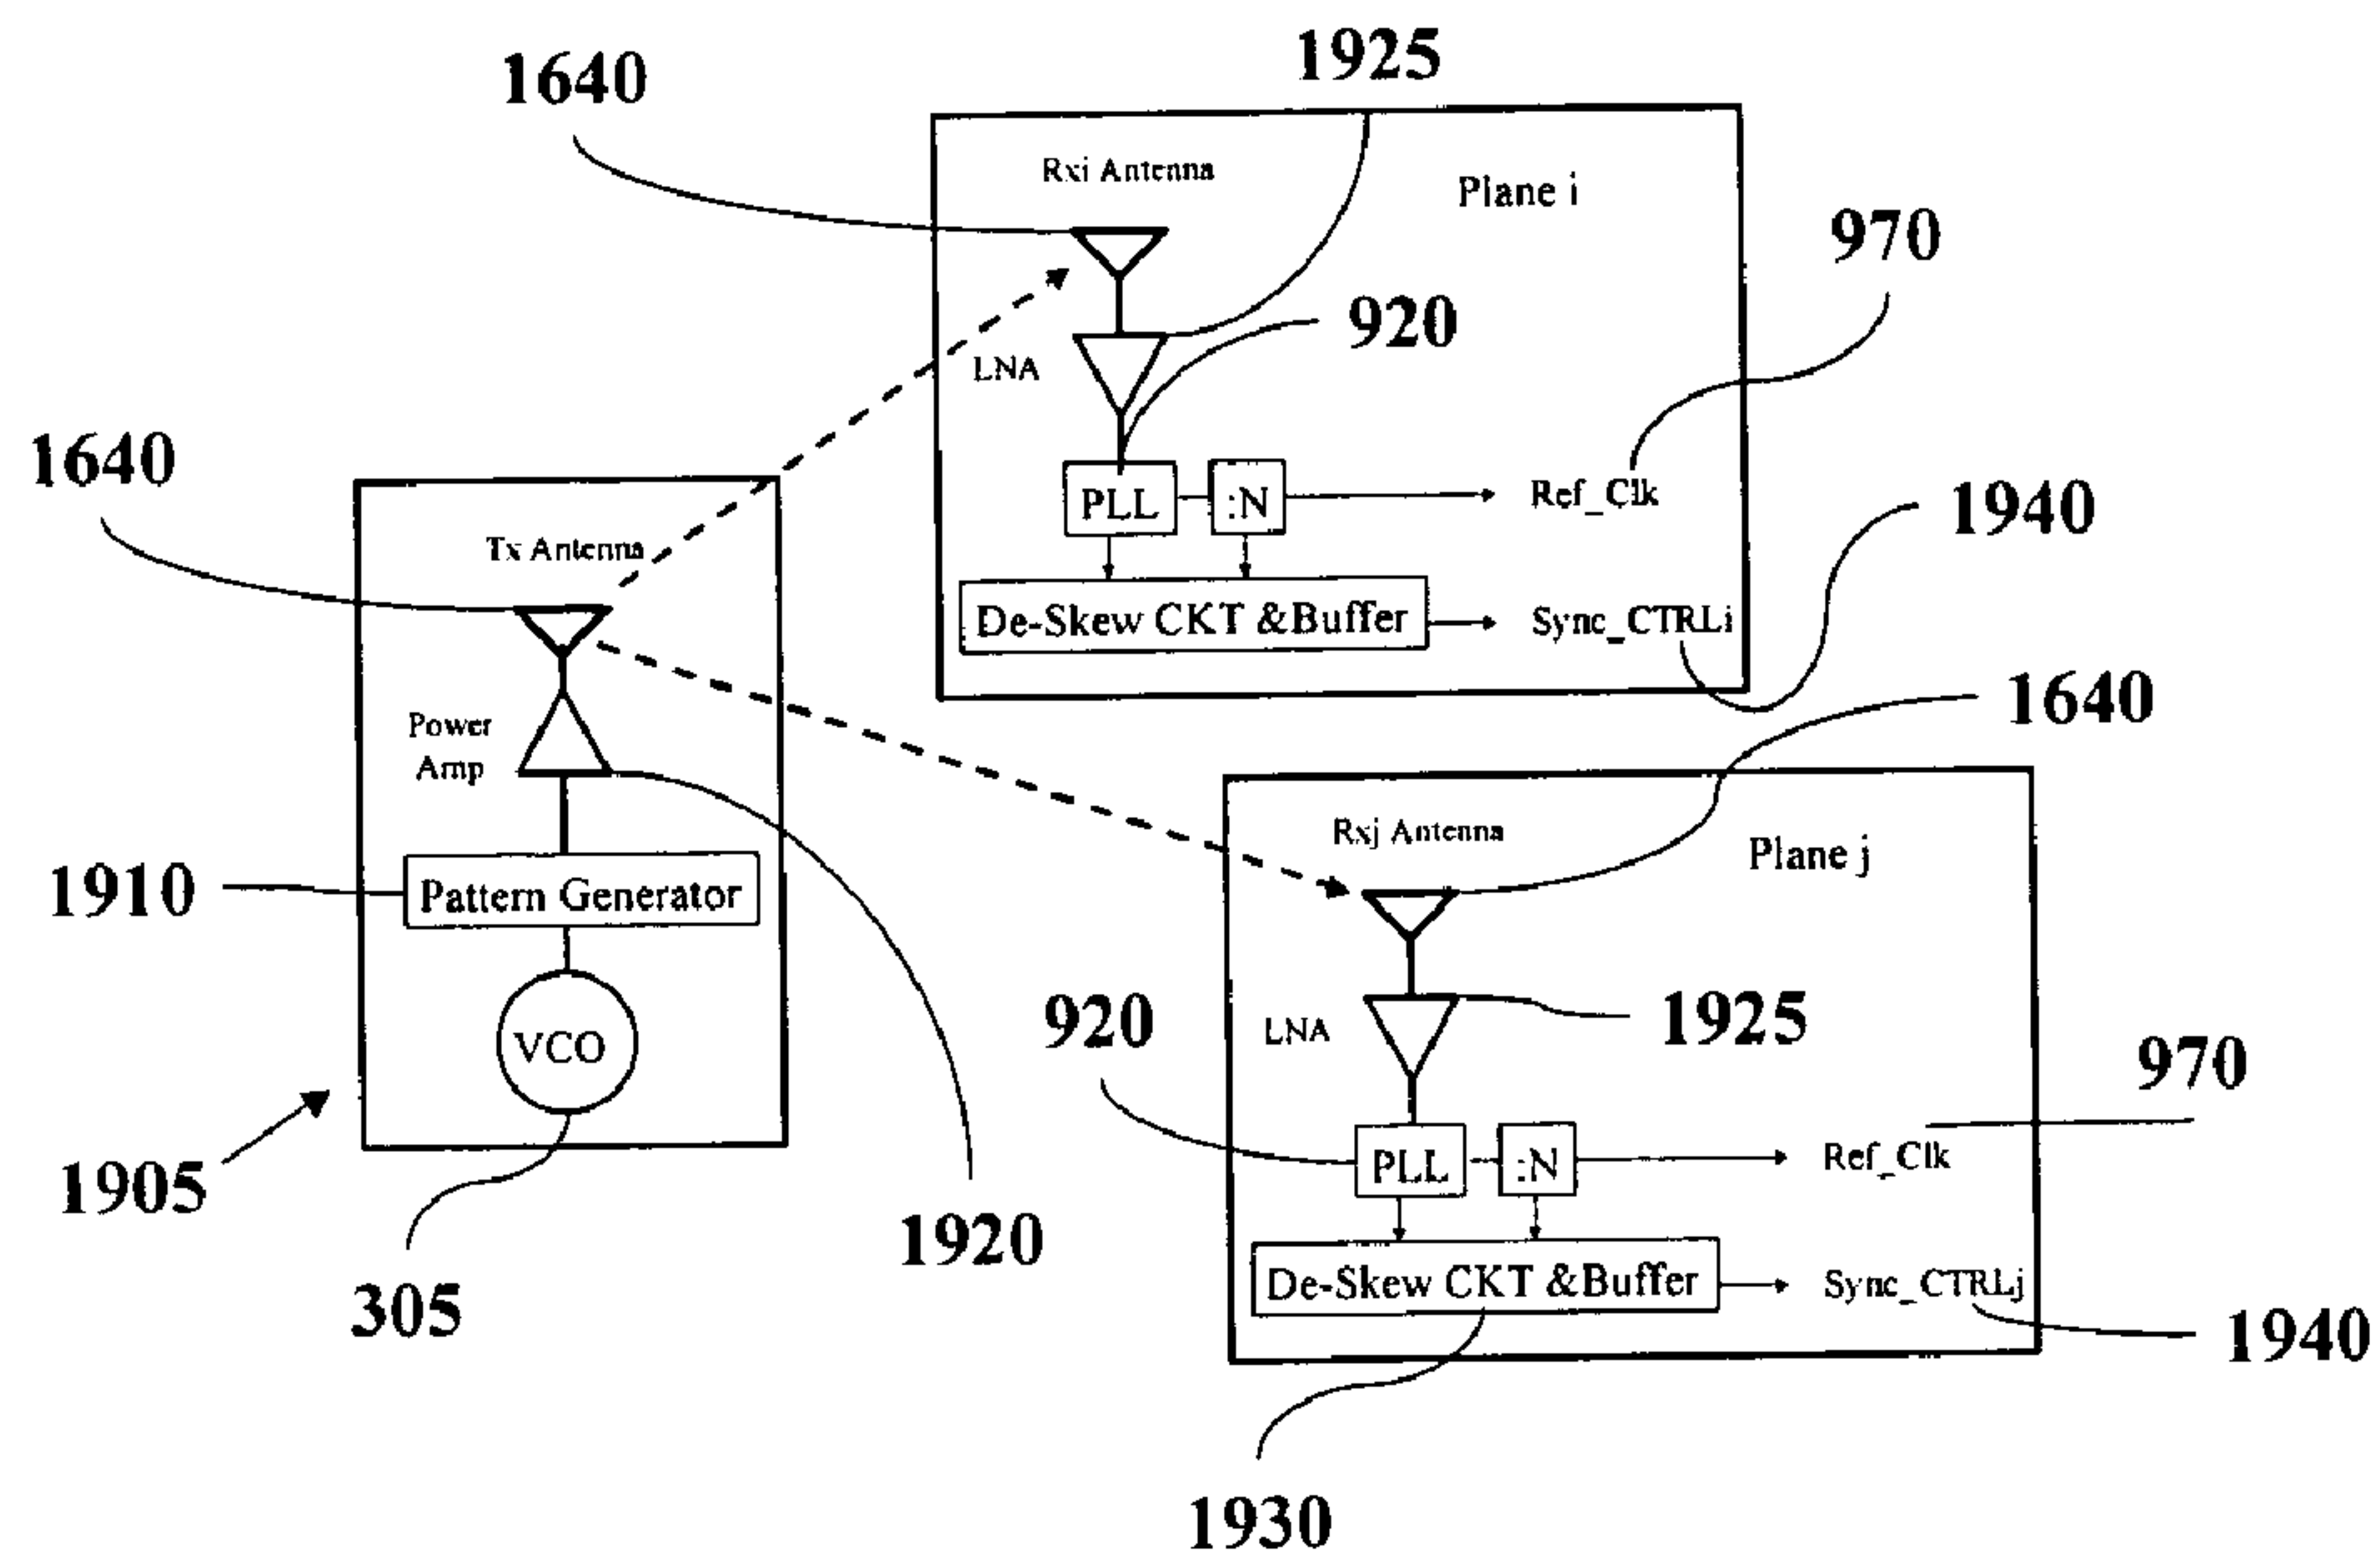 1640
1925
Rxi Antenna
Plane i
970
920
LNA
1640
PLL
:N
Ref_Clk
1940
Tx Antenna
De-Skew CKT &Buffer
Sync_CTRLi
1640
Power
Amp
Rxj Antenna
Plane j
1910
Pattern Generator
920
LNA
1925
VCO
970
1905
PLL
:N
Ref_Clk
1920
305
De-Skew CKT &Buffer
Sync_CTRLj
1940
1930